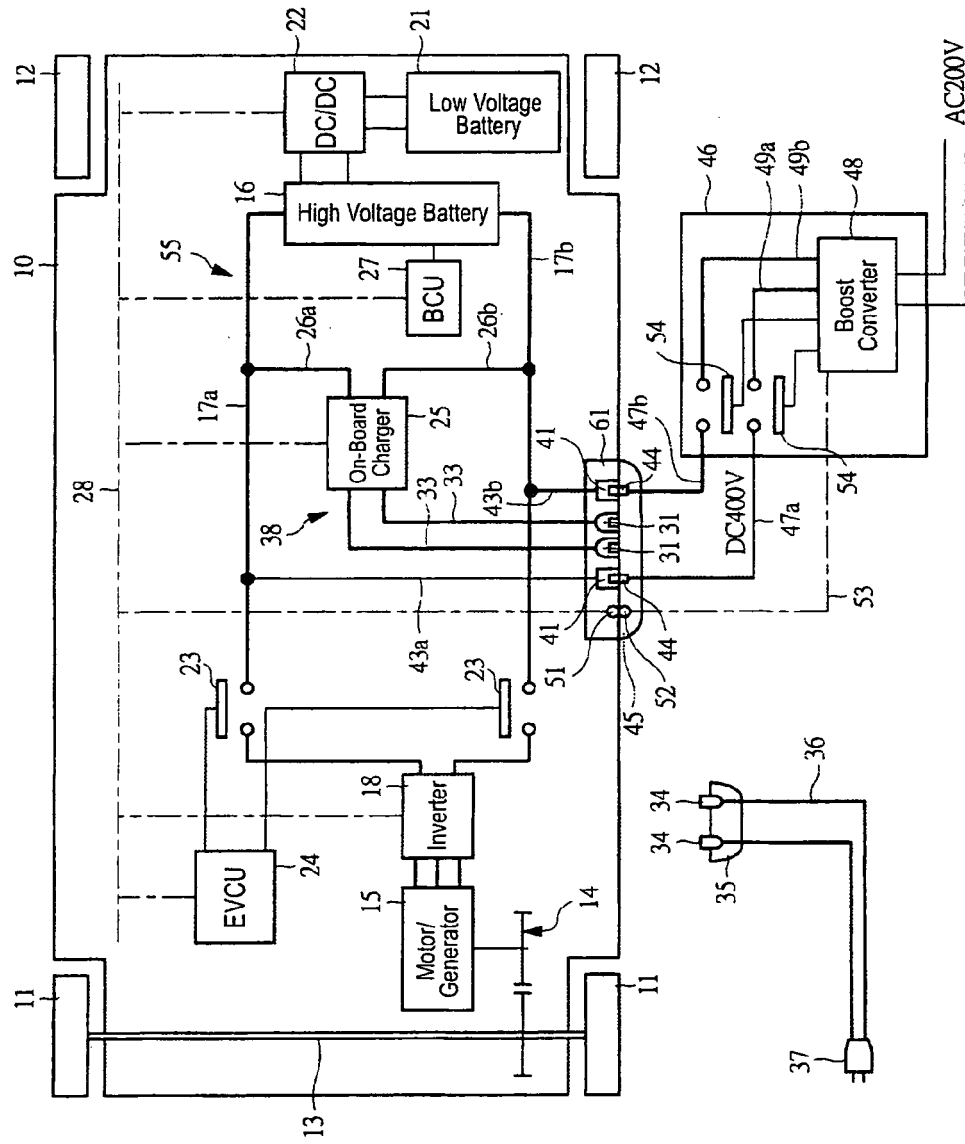 12
22
21
10
16
DC/DC
Low Voltage
Battery
12
AC200V
55
High Voltage Battery
27
BCU
17b
46
49a
49b
48
Boost
Converter
26a
26b
54
17a
On-Board
Charger
25
61
41
44
47b
54
28
33
33
38
43b
31
31
DC400V
47a
43a
41
51
45
52
44
53
23
23
18
Inverter
36
34
34
35
24
EVCU
15
Motor/
Generator
14
11
11
13
37